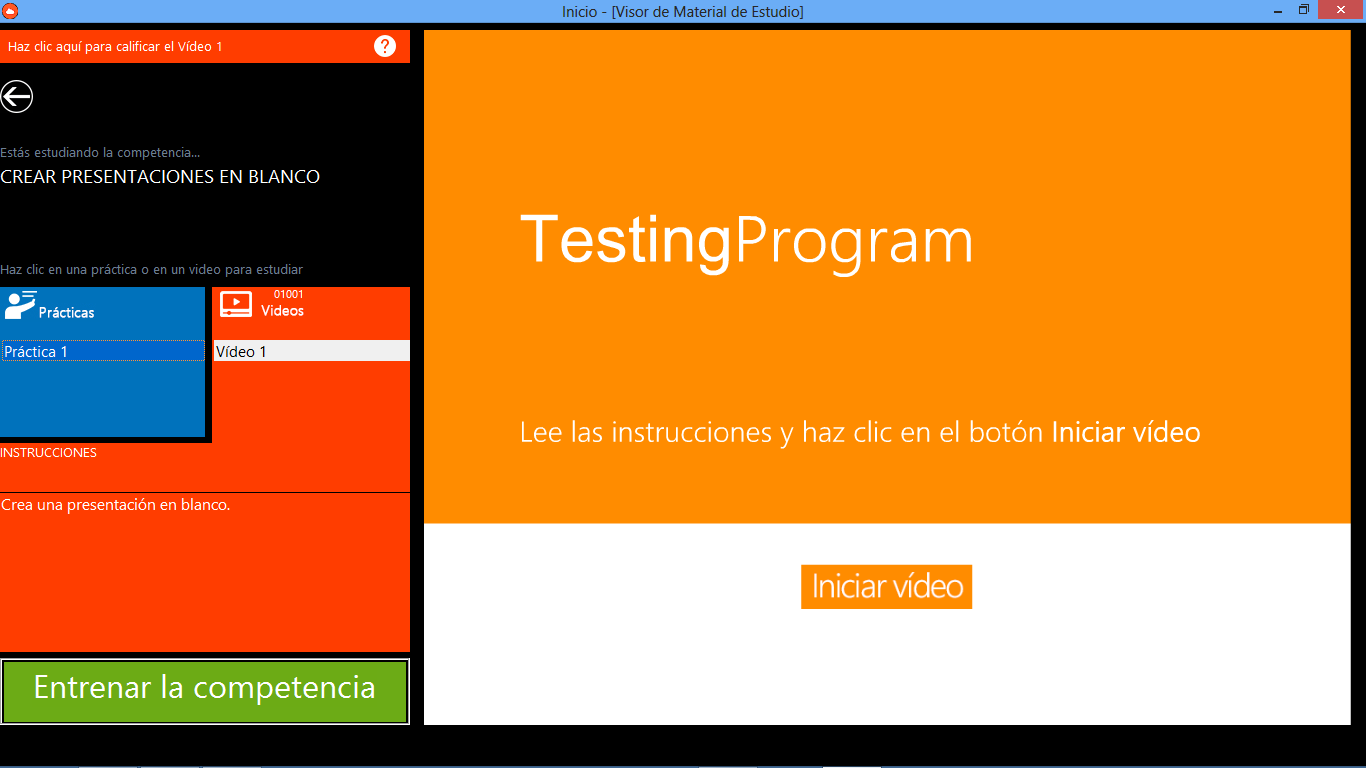 Inicio - [Visor de Material de Estudio]
Haz clic aquí para calificar el Vídeo 1
?
Estás estudiando la competencia...
CREAR PRESENTACIONES EN BLANCO
Haz clic en una práctica o en un video para estudiar
Prácticas
Práctica 1
01001
Videos
Vídeo 1
INSTRUCCIONES
Crea una presentación en blanco.
Entrenar la competencia
TestingProgram
Lee las instrucciones y haz clic en el botón Iniciar vídeo
Iniciar vídeo